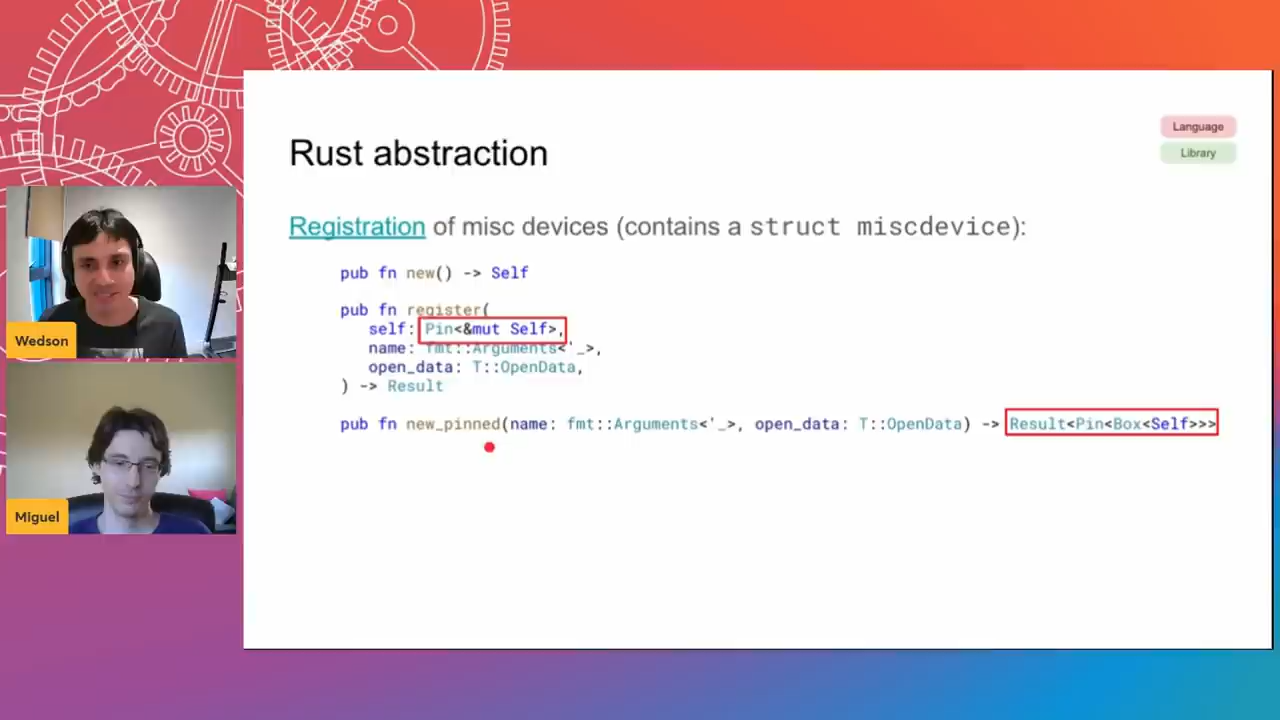 Language
Library
Rust abstraction
Registration of misc devices (contains a struct miscdevice):
pub fn new() -> Self
pub fn register(
self: Pin<&mut Self>,
name: fmt::Arguments<'_>,
open_data: T::OpenData,
) -> Result
pub fn new_pinned(name: fmt::Arguments<'_>, open_data: T::OpenData) -> Result<Pin<Box<Self>>>
Wedson
Miguel